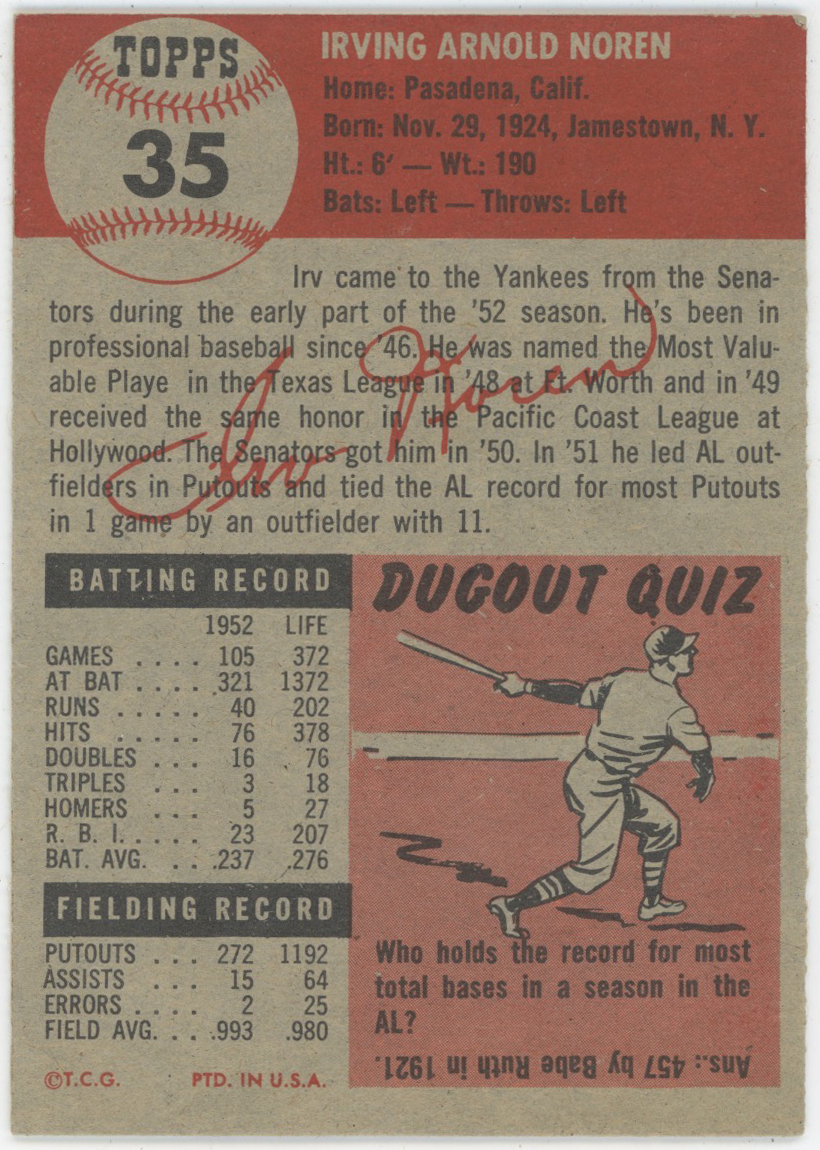 TOPPS
35
IRVING ARNOLD NOREN
Home: Pasadena, Calif.
Born: Nov. 29, 1924, Jamestown, N. Y.
Ht.: 6′ — Wt.: 190
Bats: Left — Throws: Left
Irv came to the Yankees from the Sena-
tors during the early part of the '52 season. He's been in
professional baseball since '46. He was named the Most Valu-
able Playe in the Texas League in '48 at Ft. Worth and in '49
received the same honor in the Pacific Coast League at
Hollywood. The Senators got him in '50. In '51 he led AL out-
fielders in Putouts and tied the AL record for most Putouts
in 1 game by an outfielder with 11.
Irv Noren
BATTING RECORD
1952 LIFE
GAMES . . . . 105 372
AT BAT . . . . . 321 1372
RUNS . . . . . 40 202
HITS . . . . . 76 378
DOUBLES . . . 16 76
TRIPLES . . . 3 18
HOMERS . . . 5 27
R. B. I. . . . . . 23 207
BAT. AVG. . . .237 .276
FIELDING RECORD
PUTOUTS . . . 272 1192
ASSISTS . . . 15 64
ERRORS . . . . 2 25
FIELD AVG. . . .993 .980
©T.C.G. PTD. IN U.S.A.
DUGOUT QUIZ
Who holds the record for most
total bases in a season in the
AL?
Ans.: 457 by Babe Ruth in 1921.